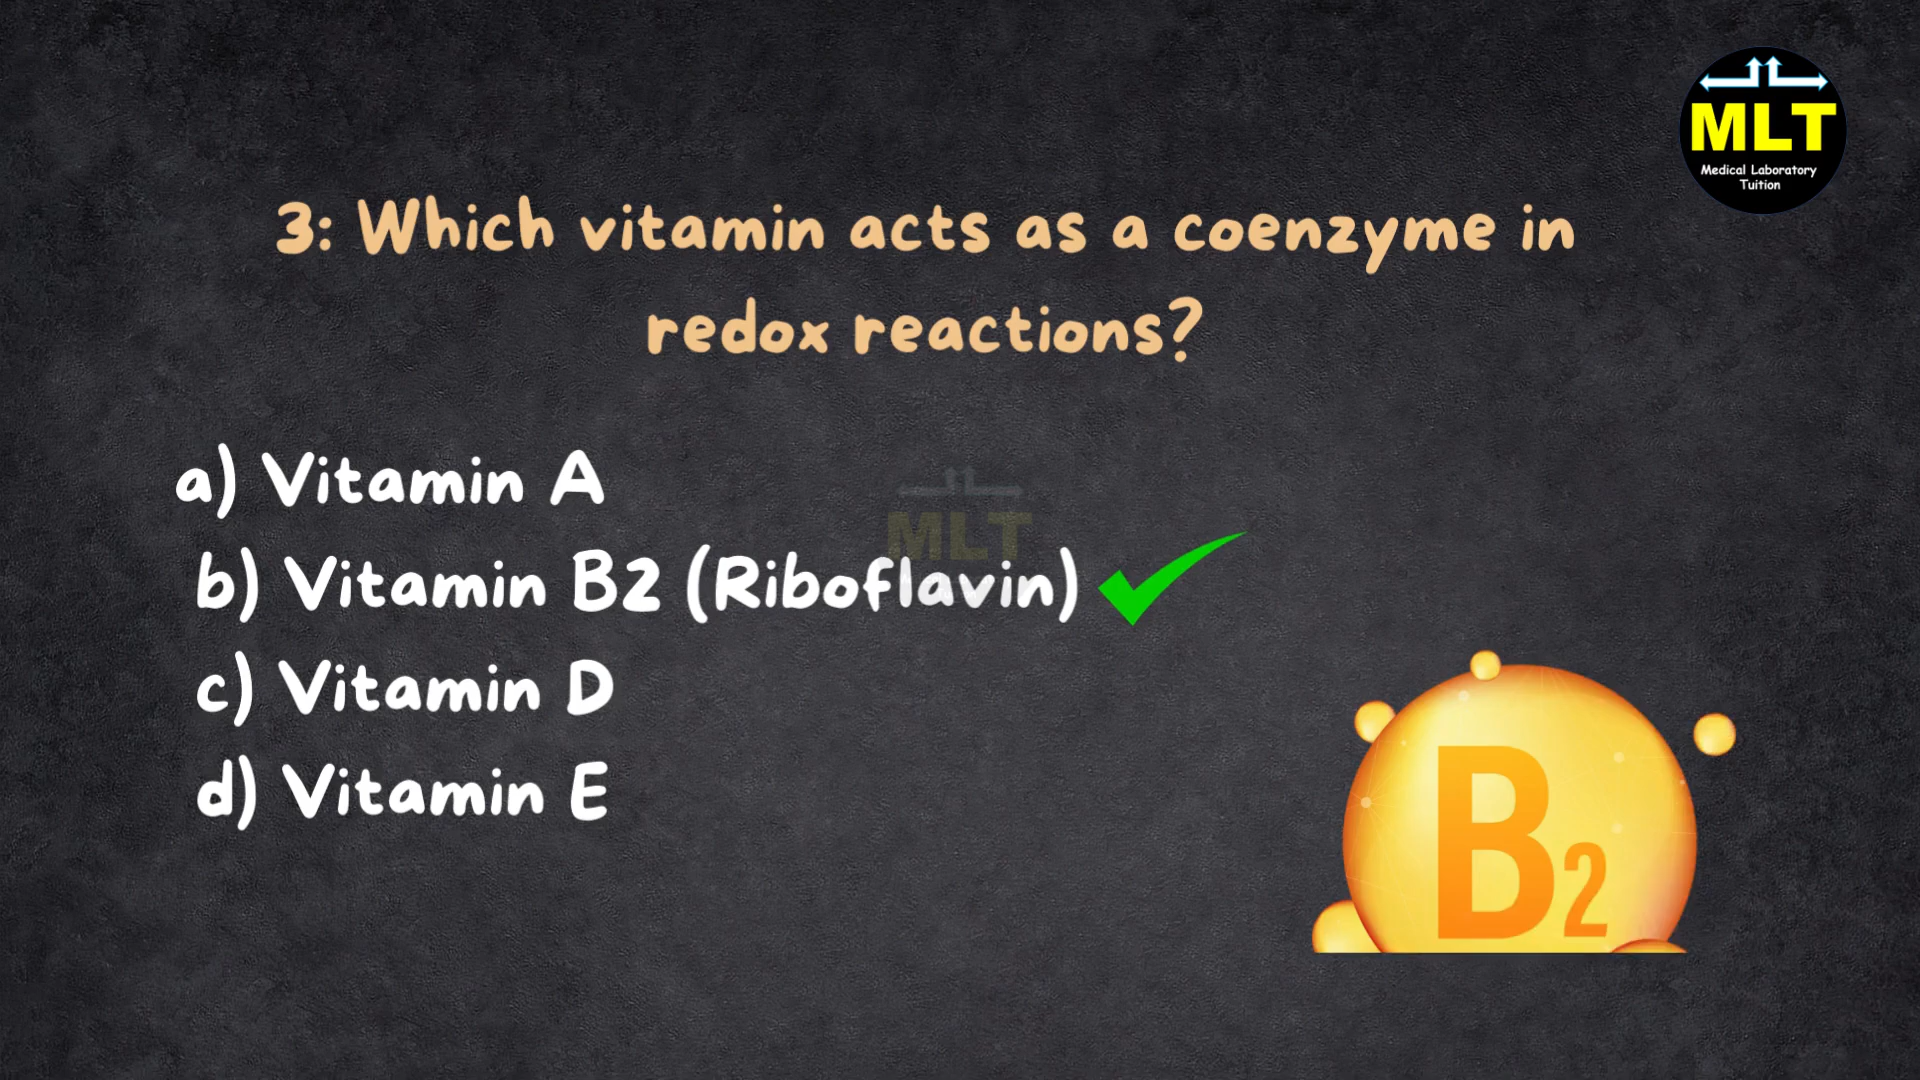 MLT
Medical Laboratory
Tuition
3: Which vitamin acts as a coenzyme in
redox reactions?
a) Vitamin A
MLT
b) Vitamin B2 (Riboflavin)
c) Vitamin D
d) Vitamin E
B2